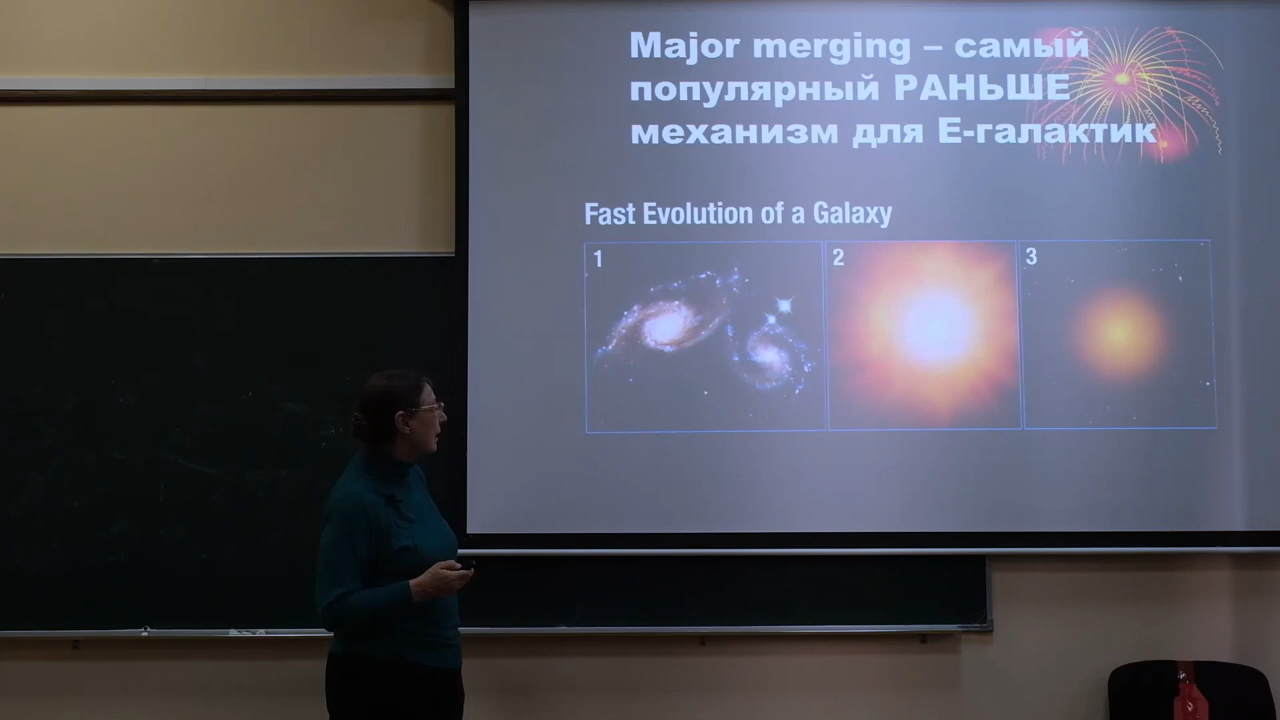 Major merging – самый
популярный РАНЬШЕ
механизм для Е-галактик
Fast Evolution of a Galaxy
1
2
3